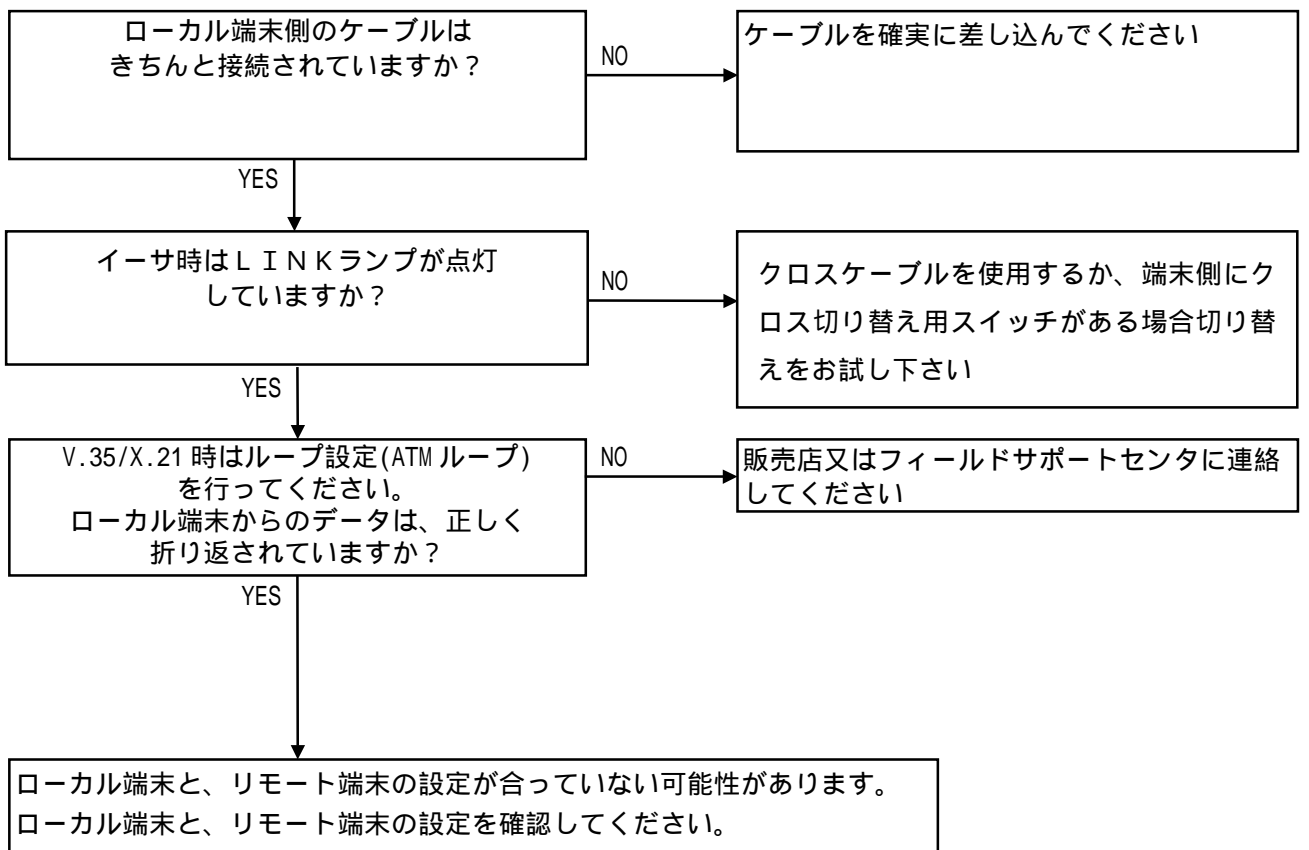 ローカル端末側のケーブルは
きちんと接続されていますか？
NO
ケーブルを確実に差し込んでください
YES
イーサ時はＬＩＮＫランプが点灯
していますか？
NO
クロスケーブルを使用するか、端末側にク
ロス切り替え用スイッチがある場合切り替
えをお試し下さい
YES
V.35/X.21 時はループ設定(ATM ループ)
を行ってください。
ローカル端末からのデータは、正しく
折り返されていますか？
NO
販売店又はフィールドサポートセンタに連絡
してください
YES
ローカル端末と、リモート端末の設定が合っていない可能性があります。
ローカル端末と、リモート端末の設定を確認してください。